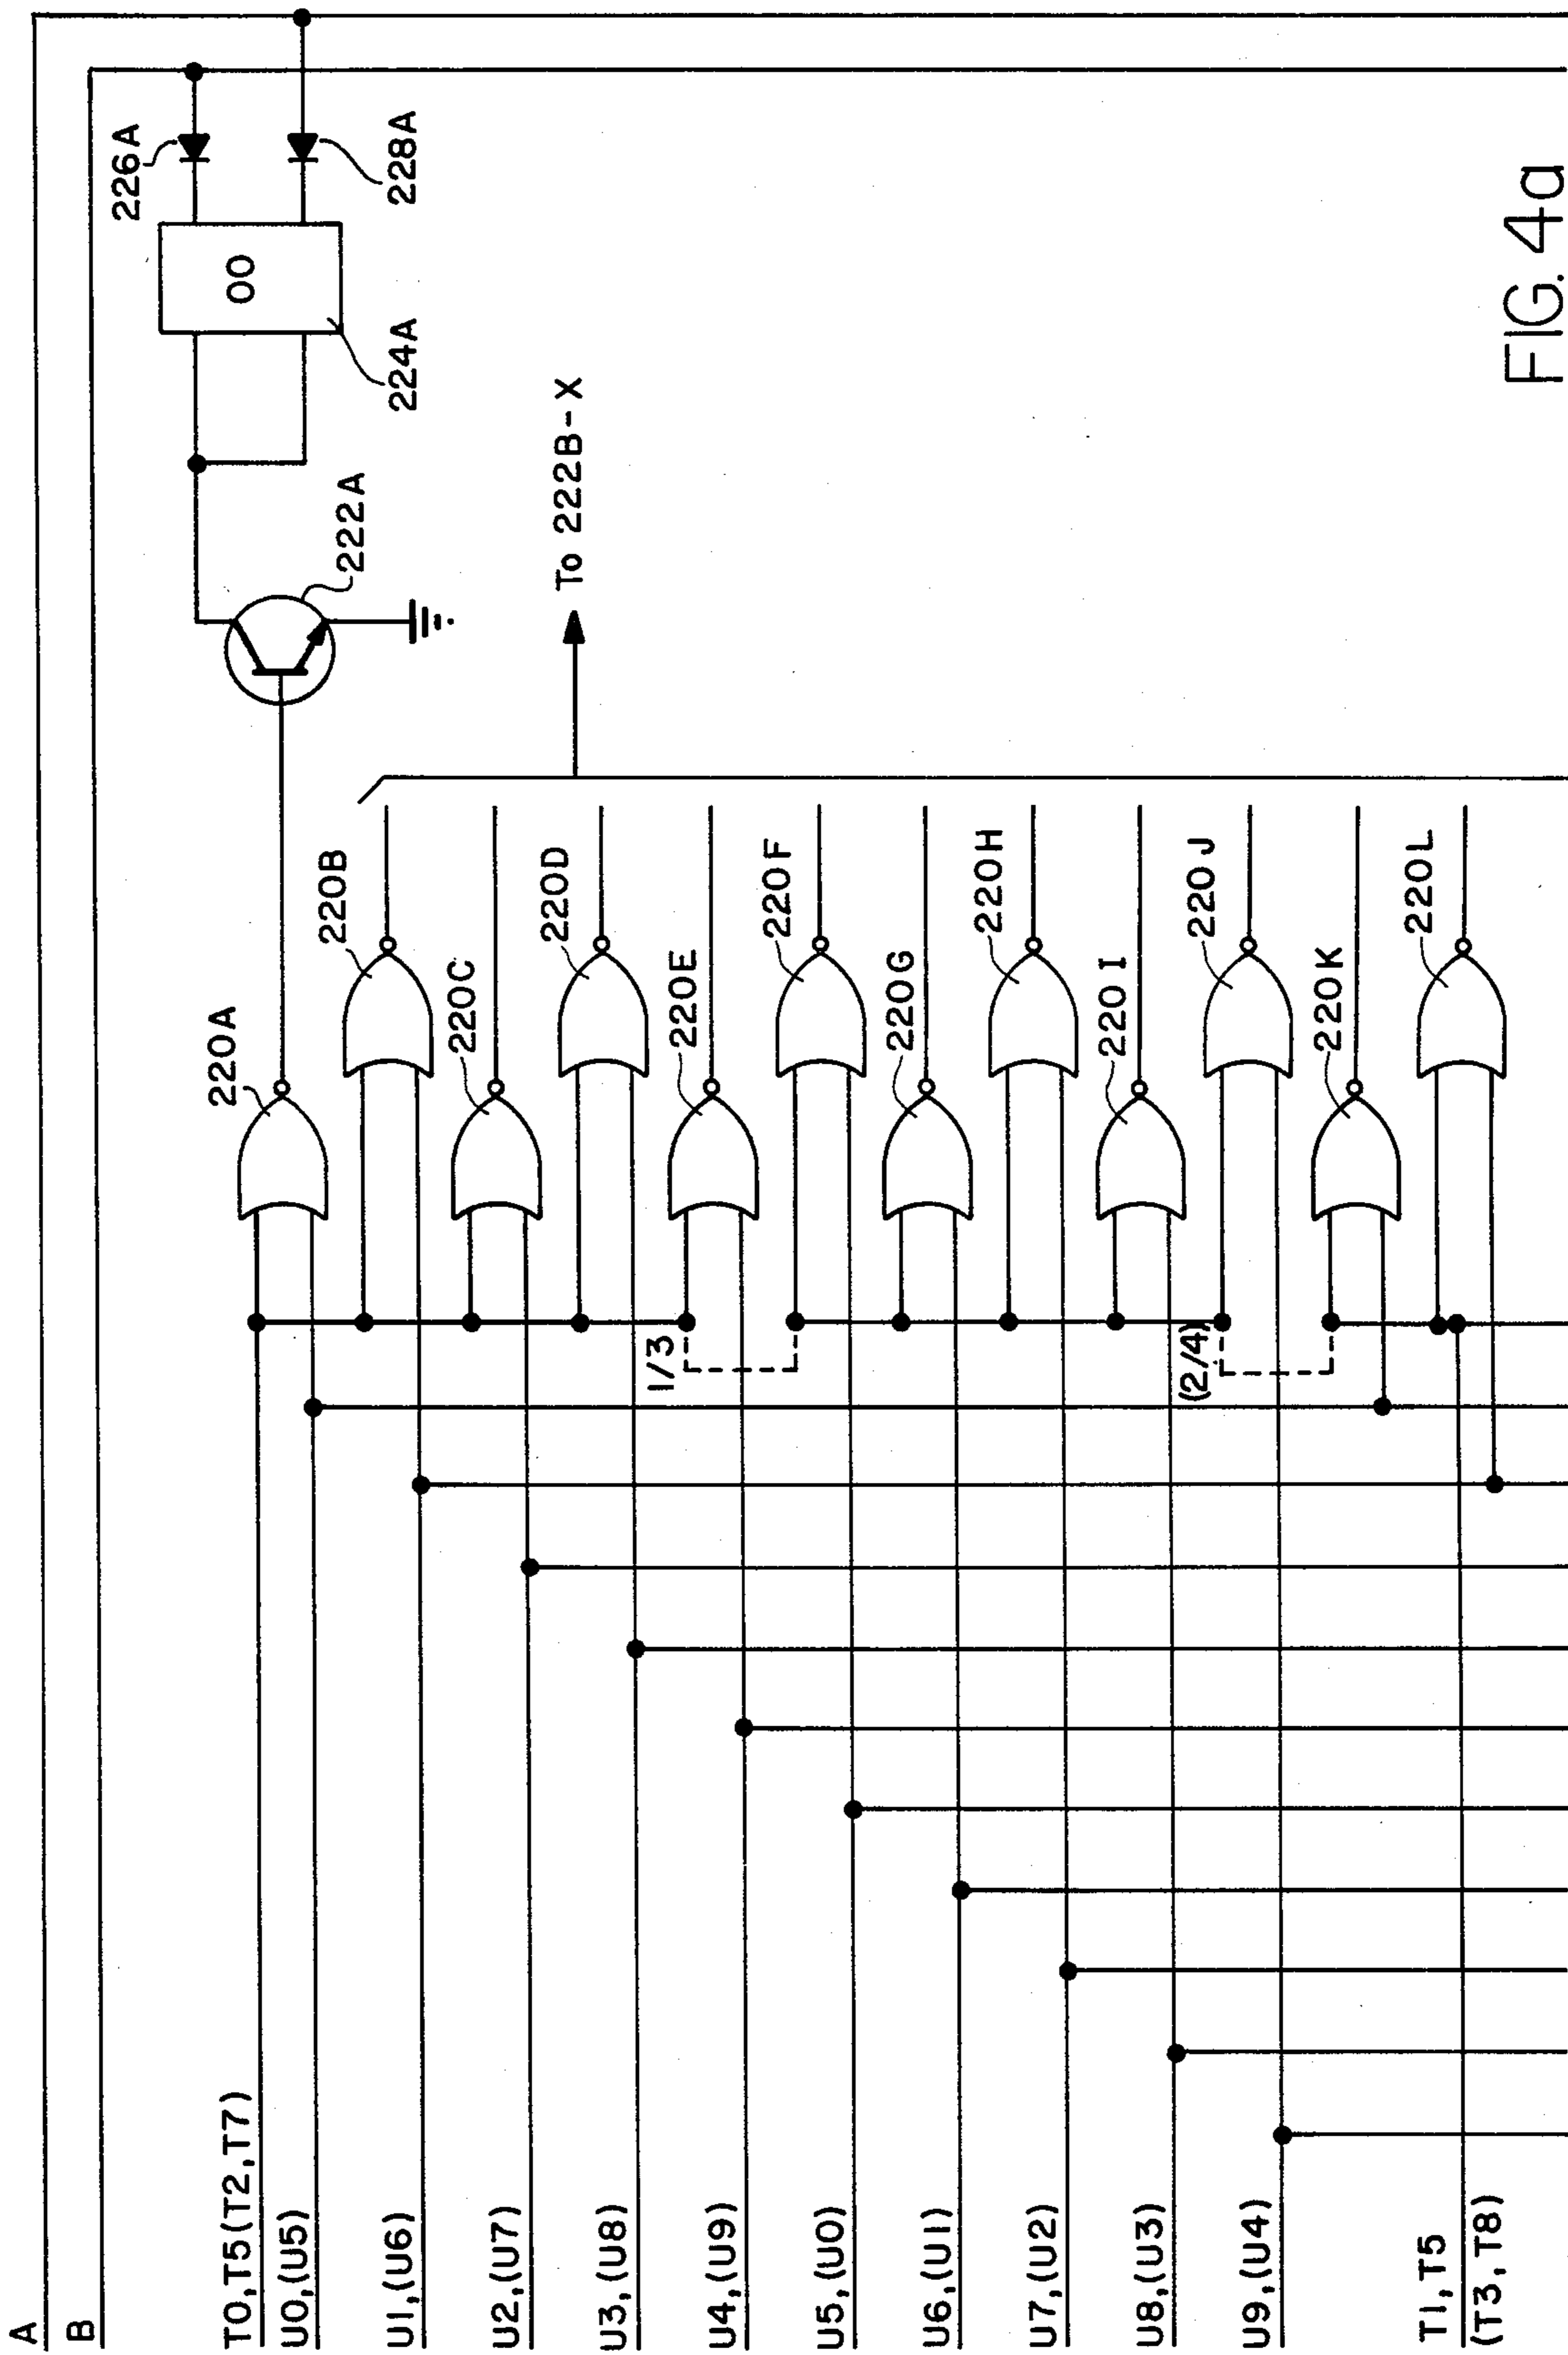 A
B
T0,T5(T2,T7)
U0,(U5)
U1,(U6)
U2,(U7)
U3,(U8)
U4,(U9)
U5,(U0)
U6,(U1)
U7,(U2)
U8,(U3)
U9,(U4)
T1,T5
(T3,T8)
1/3
(2/4)
220A
220B
220C
220D
220E
220F
220G
220H
220I
220J
220K
220L
To 222B-X
222A
00
224A
226A
228A
FIG. 4a